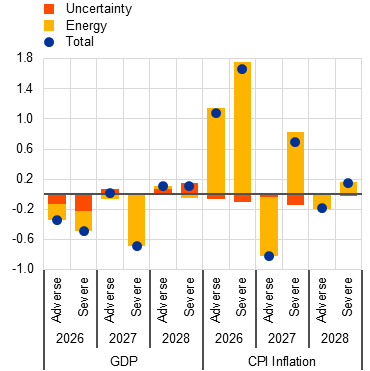 Uncertainty
Energy
Total
1.8
1.4
1.0
0.6
0.2
-0.2
-0.6
-1.0
Adverse
Severe
Adverse
Severe
Adverse
Severe
Adverse
Severe
Adverse
Severe
Adverse
Severe
2026 2027 2028 2026 2027 2028
GDP CPI Inflation